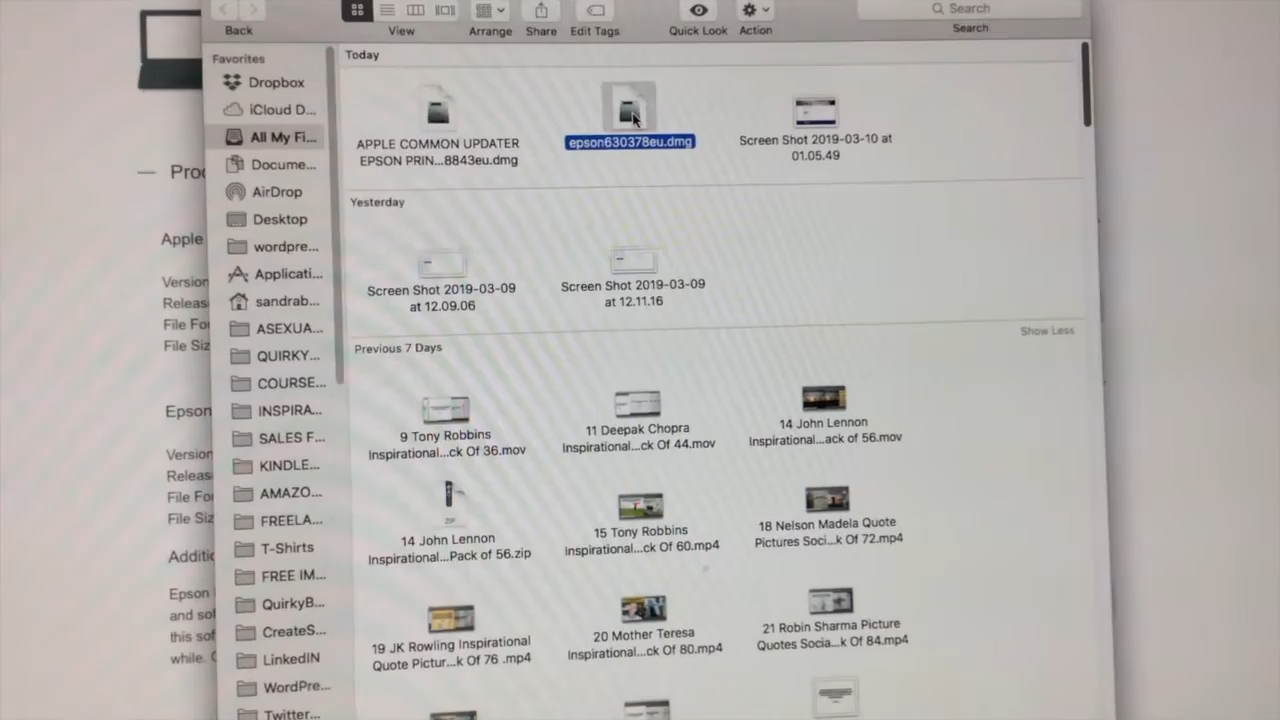 Search
Back
View
Arrange
Share
Edit Tags
Quick Look
Action
Search
Favorites
Dropbox
iCloud D...
All My Fi...
Docume...
AirDrop
Desktop
wordpre...
Applicati...
sandrab...
ASEXUA...
QUIRKY...
COURSE...
INSPIRA...
SALES F...
KINDLE...
AMAZO...
FREELA...
T-Shirts
FREE IM...
QuirkyB...
CreateS...
LinkedIN
WordPre...
Twitter...
Today
APPLE COMMON UPDATER
EPSON PRIN...8843eu.dmg
epson630378eu.dmg
Screen Shot 2019-03-10 at
01.05.49
Yesterday
Screen Shot 2019-03-09
at 12.09.06
Screen Shot 2019-03-09
at 12.11.16
Show Less
Previous 7 Days
9 Tony Robbins
Inspirational...ck Of 36.mov
11 Deepak Chopra
Inspirational...ck Of 44.mov
14 John Lennon
Inspirational...ack of 56.mov
ZIP
14 John Lennon
Inspirational...Pack of 56.zip
15 Tony Robbins
Inspirational...ck Of 60.mp4
18 Nelson Madela Quote
Pictures Soci...k Of 72.mp4
19 JK Rowling Inspirational
Quote Pictur...k Of 76 .mp4
20 Mother Teresa
Inspirational...ck Of 80.mp4
21 Robin Sharma Picture
Quotes Socia...k Of 84.mp4
Apple
Version
Releas
File Fo
File Siz
Epson
Version
Releas
File Fo
File Siz
Additi
Epson
and so
this so
while.